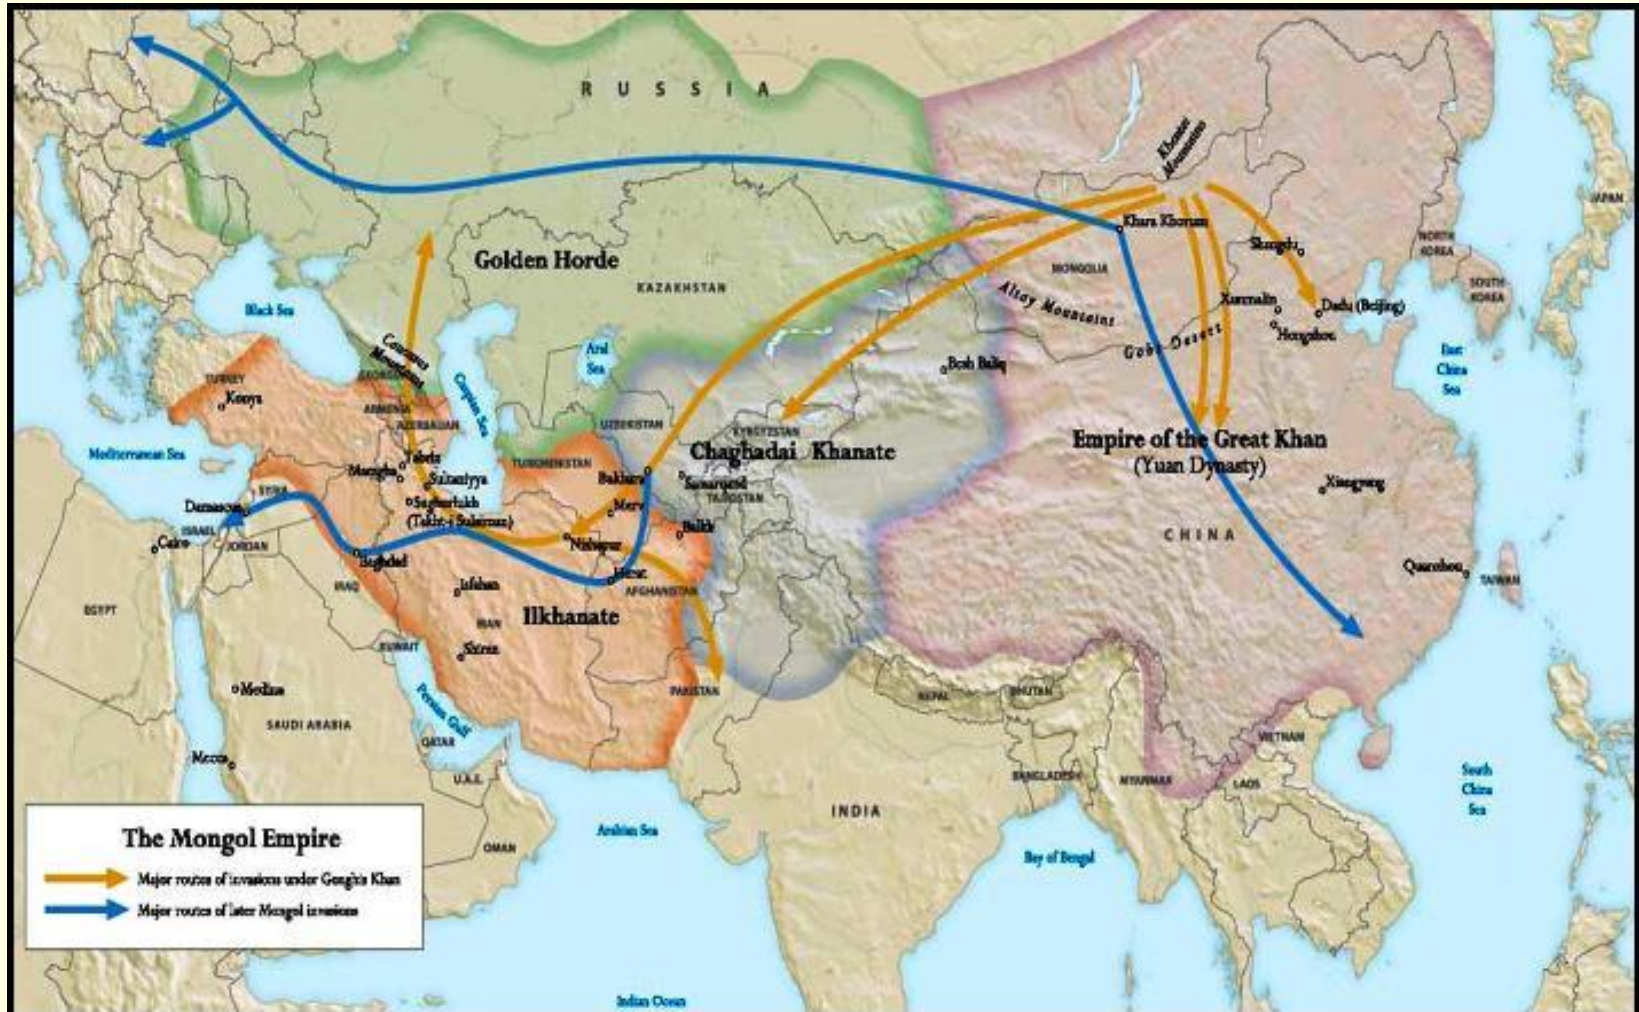 RUSSIA
Khantai
Mountains
JAPAN
Khara Khorum
Shangdu
NORTH
KOREA
Golden Horde
MONGOLIA
KAZAKHSTAN
Altay Mountains
SOUTH
KOREA
Black Sea
Xuanmalin
Dadu (Beijing)
Hongzhou
Gobi Desert
Caucasus
Mountains
Aral
Sea
East
China
Sea
Besh Baliq
TURKEY
Konya
Caspian Sea
ARMENIA
AZERBAIJAN
UZBEKISTAN
KYRGYZSTAN
Empire of the Great Khan
(Yuan Dynasty)
Chaghadai Khanate
Mediterranean Sea
Tabriz
Maragha
Sultaniyya
TURKMENISTAN
Bukhara
Samarqand
TAJIKISTAN
Xiangyang
SYRIA
Saghurlukh
(Takht-i Sulaiman)
Merv
Damascus
ISRAEL
JORDAN
Cairo
Balkh
Nishapur
CHINA
Baghdad
Herat
Quanzhou
TAIWAN
IRAQ
Isfahan
AFGHANISTAN
EGYPT
Ilkhanate
IRAN
KUWAIT
Shiraz
Medina
PAKISTAN
NEPAL
BHUTAN
Persian Gulf
SAUDI ARABIA
QATAR
VIETNAM
Mecca
U.A.E.
BANGLADESH
MYANMAR
LAOS
South
China
Sea
INDIA
Arabian Sea
OMAN
Bay of Bengal
The Mongol Empire
Major routes of invasions under Genghis Khan
Major routes of later Mongol invasions
Indian Ocean